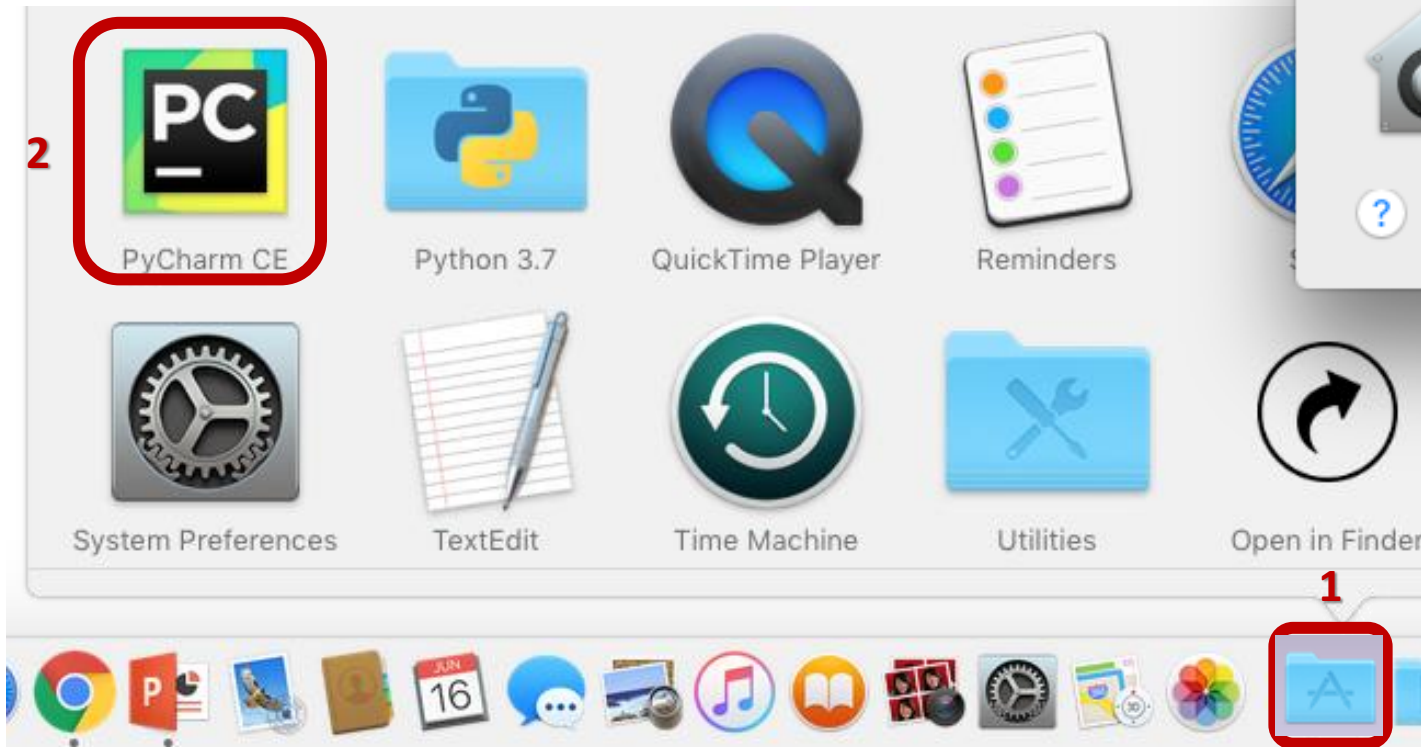 PC
2
PyCharm CE
Python 3.7
QuickTime Player
Reminders
?
System Preferences
TextEdit
Time Machine
Utilities
Open in Finder
1
P
JUN
16